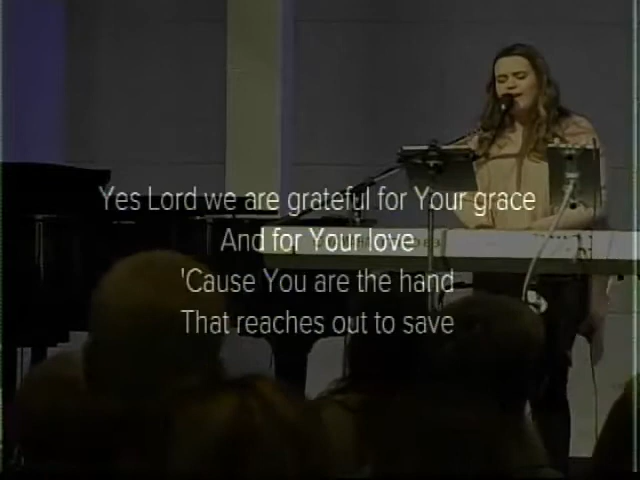 Yes Lord we are grateful for Your grace
And for Your love
'Cause You are the hand
That reaches out to save